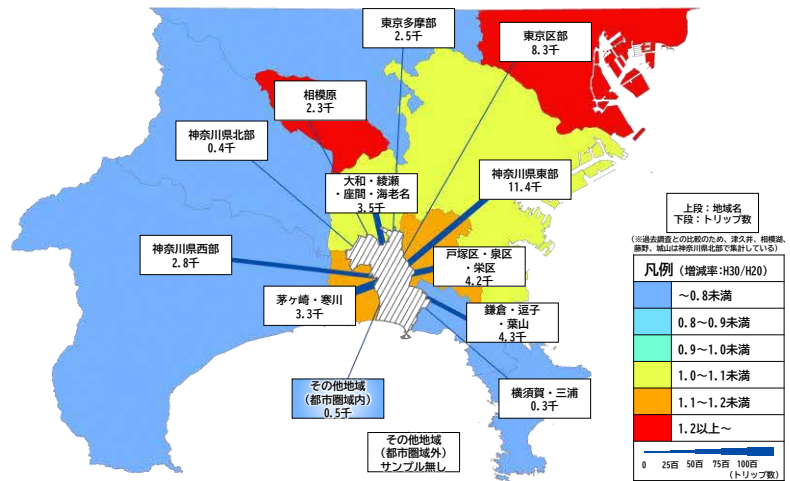 東京多摩部
2.5千
東京区部
8.3千
相模原
2.3千
神奈川県北部
0.4千
大和・綾瀬
・座間・海老名
3.5千
神奈川県東部
11.4千
上段：地域名
下段：トリップ数
(※過去調査との比較のため、津久井、相模湖、
藤野、城山は神奈川県北部で集計している)
神奈川県西部
2.8千
戸塚区・泉区
・栄区
4.2千
茅ヶ崎・寒川
3.3千
鎌倉・逗子
・葉山
4.3千
その他地域
(都市圏域内)
0.5千
横須賀・三浦
0.3千
その他地域
(都市圏域外)
サンプル無し
凡例 (増減率:H30/H20)
～0.8未満
0.8～0.9未満
0.9～1.0未満
1.0～1.1未満
1.1～1.2未満
1.2以上～
0 25百 50百 75百 100百
(トリップ数)